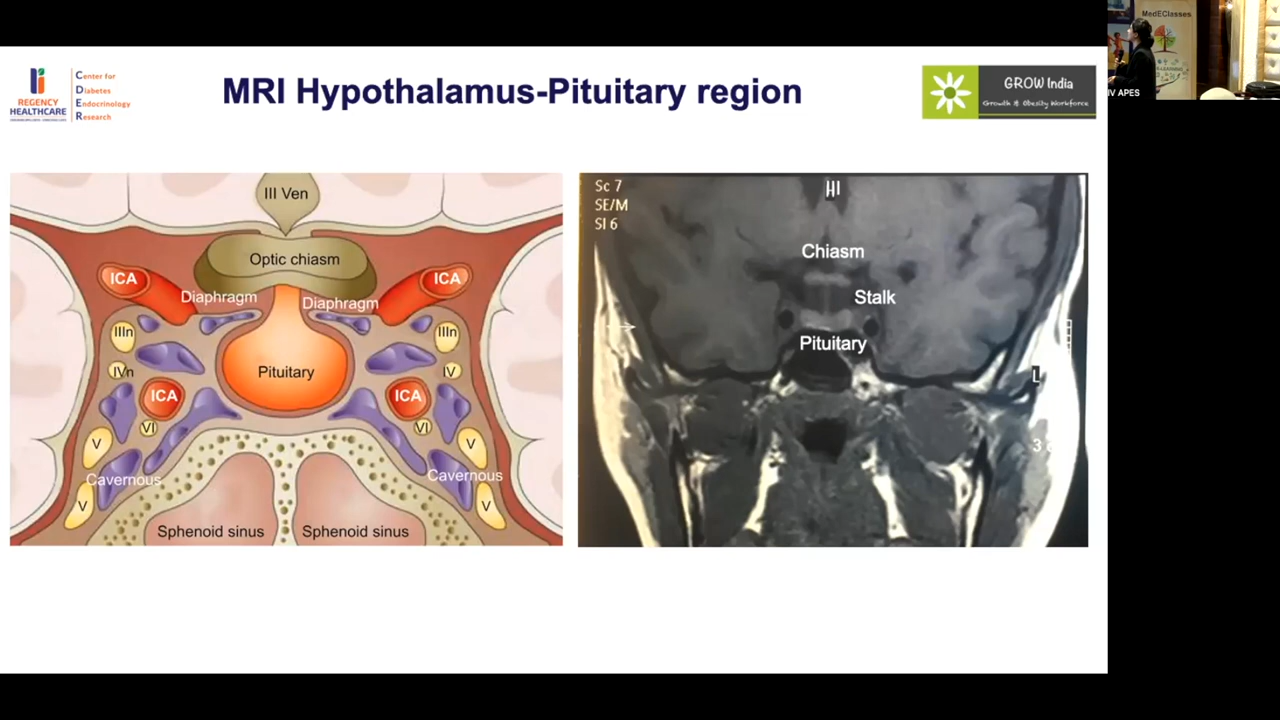 REGENCY
HEALTHCARE
Center for
Diabetes
Endocrinology
Research
MRI Hypothalamus-Pituitary region
GROW India
Growth & Obesity Workforce
MedEClasses
IV APES
III Ven
Optic chiasm
ICA
ICA
Diaphragm
Diaphragm
IIIn
IIIn
Pituitary
IVn
IV
ICA
ICA
VI
VI
V
V
Cavernous
Cavernous
V
V
Sphenoid sinus
Sphenoid sinus
Sc 7
SE/M
SI 6
HI
Chiasm
Stalk
Pituitary
L
3